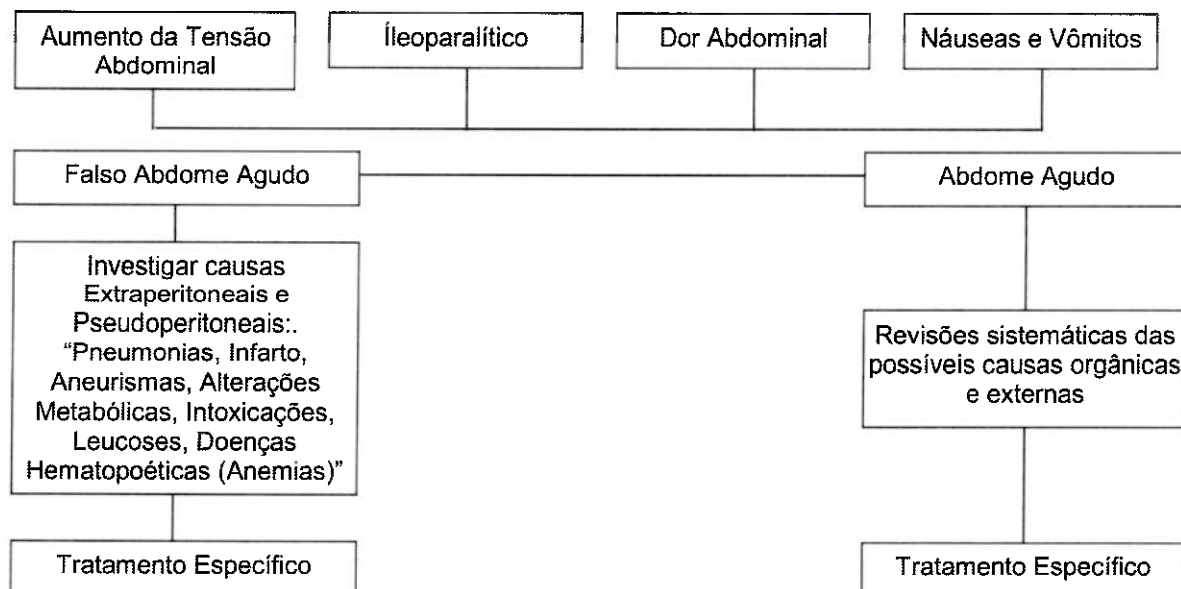 Aumento da Tensão
Abdominal
Íleoparalítico
Dor Abdominal
Náuseas e Vômitos
Falso Abdome Agudo
Abdome Agudo
Investigar causas
Extraperitoneais e
Pseudoperitoneais:.
“Pneumonias, Infarto,
Aneurismas, Alterações
Metabólicas, Intoxicações,
Leucoses, Doenças
Hematopoéticas (Anemias)”
Revisões sistemáticas das
possíveis causas orgânicas
e externas
Tratamento Específico
Tratamento Específico